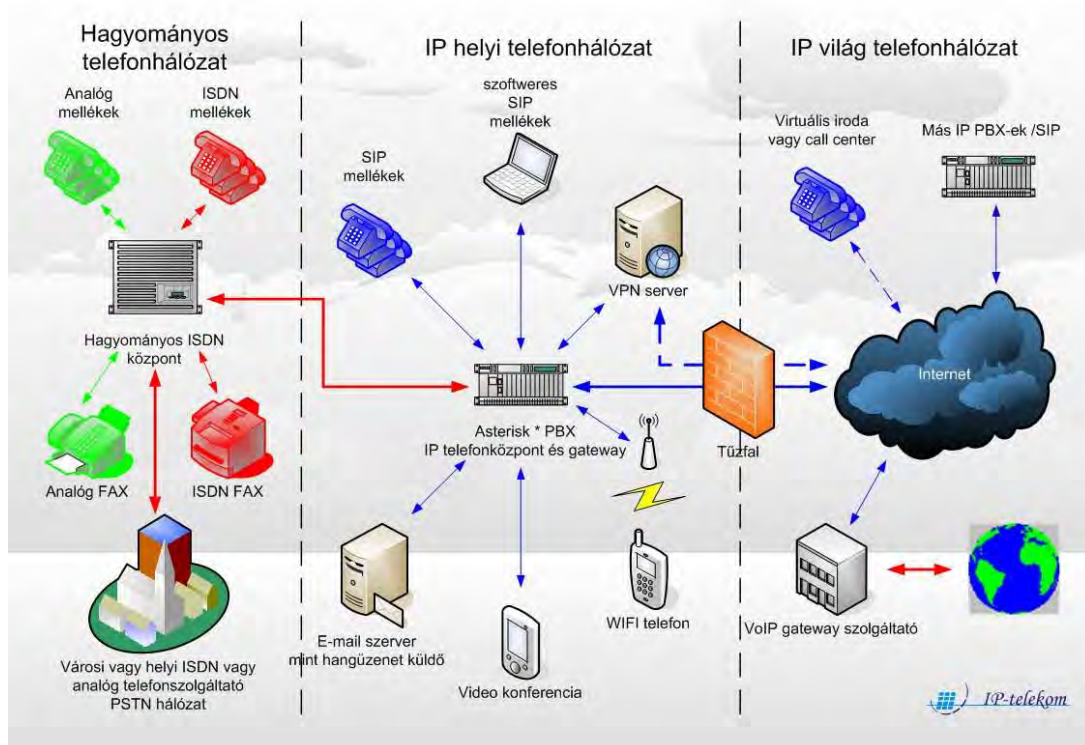 Hagyományos
telefonhálózat
Analóg
mellékek
ISDN
mellékek
Hagyományos ISDN
központ
Analóg FAX
ISDN FAX
Városi vagy helyi ISDN vagy
analóg telefonszolgáltató
PSTN hálózat
IP helyi telefonhálózat
szoftweres
SIP
mellékek
SIP
mellékek
VPN server
Asterisk * PBX
IP telefonközpont és gateway
Tűzfal
E-mail szerver
mint hangüzenet küldő
Video konferencia
WIFI telefon
IP világ telefonhálózat
Virtuális iroda
vagy call center
Más IP PBX-ek /SIP
Internet
VoIP gateway szolgáltató
IP-telekom